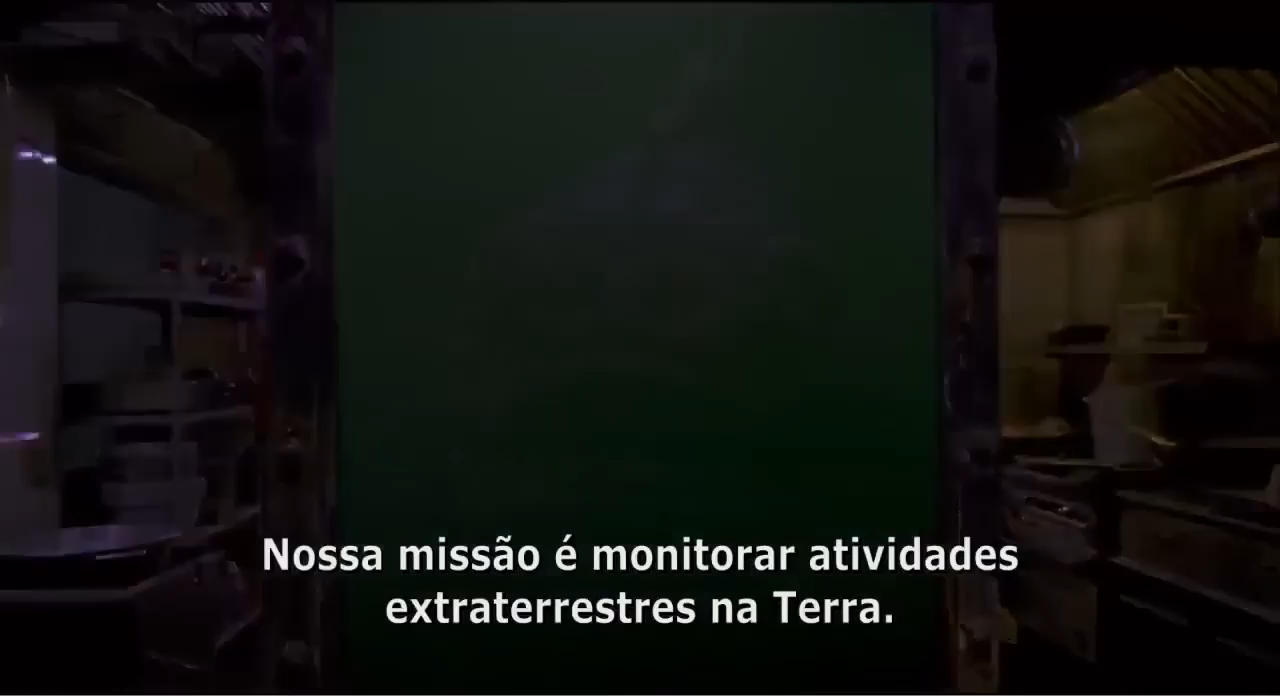 Nossa missão é monitorar atividades
extraterrestres na Terra.